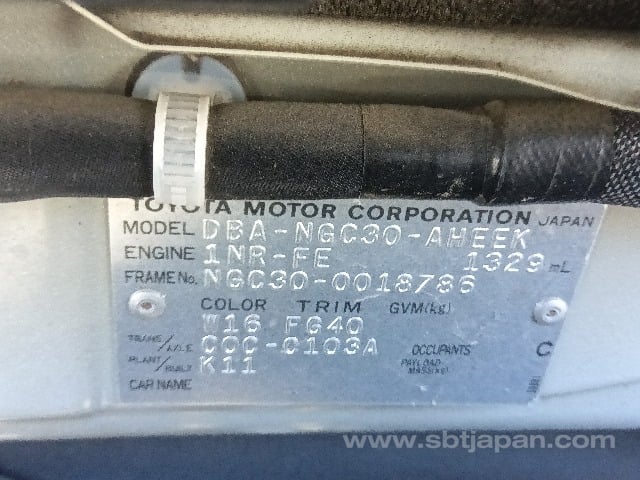 TOYOTA MOTOR CORPORATION JAPAN
MODEL DBA-NGC30-AHEEK
ENGINE 1NR-FE 1329 mL
FRAME No. NGC30-0018786
COLOR TRIM GVM(kg)
W16 FG40
TRANS/AXLE COC-C103A OCCUPANTS C
PLANT/BUILT K11 PAYLOAD MASS(kg)
CAR NAME
www.sbtjapan.com